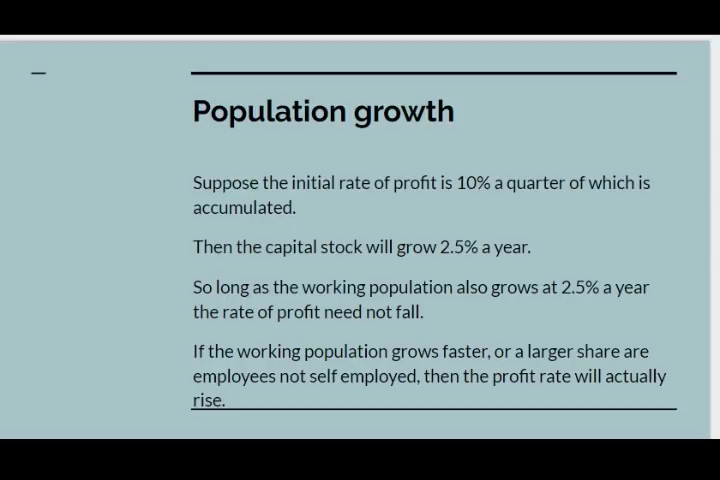 Population growth
Suppose the initial rate of profit is 10% a quarter of which is
accumulated.
Then the capital stock will grow 2.5% a year.
So long as the working population also grows at 2.5% a year
the rate of profit need not fall.
If the working population grows faster, or a larger share are
employees not self employed, then the profit rate will actually
rise.